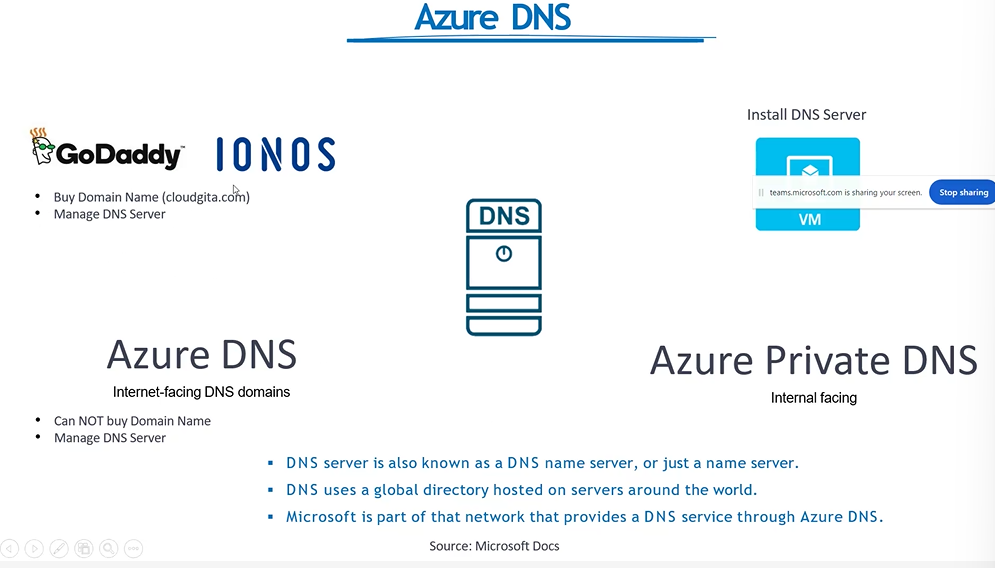 Azure DNS
GoDaddy™
IONOS
• Buy Domain Name (cloudgita.com)
• Manage DNS Server
Install DNS Server
teams.microsoft.com is sharing your screen.
Stop sharing
VM
DNS
Azure DNS
Internet-facing DNS domains
• Can NOT buy Domain Name
• Manage DNS Server
Azure Private DNS
Internal facing
▪ DNS server is also known as a DNS name server, or just a name server.
▪ DNS uses a global directory hosted on servers around the world.
▪ Microsoft is part of that network that provides a DNS service through Azure DNS.
Source: Microsoft Docs